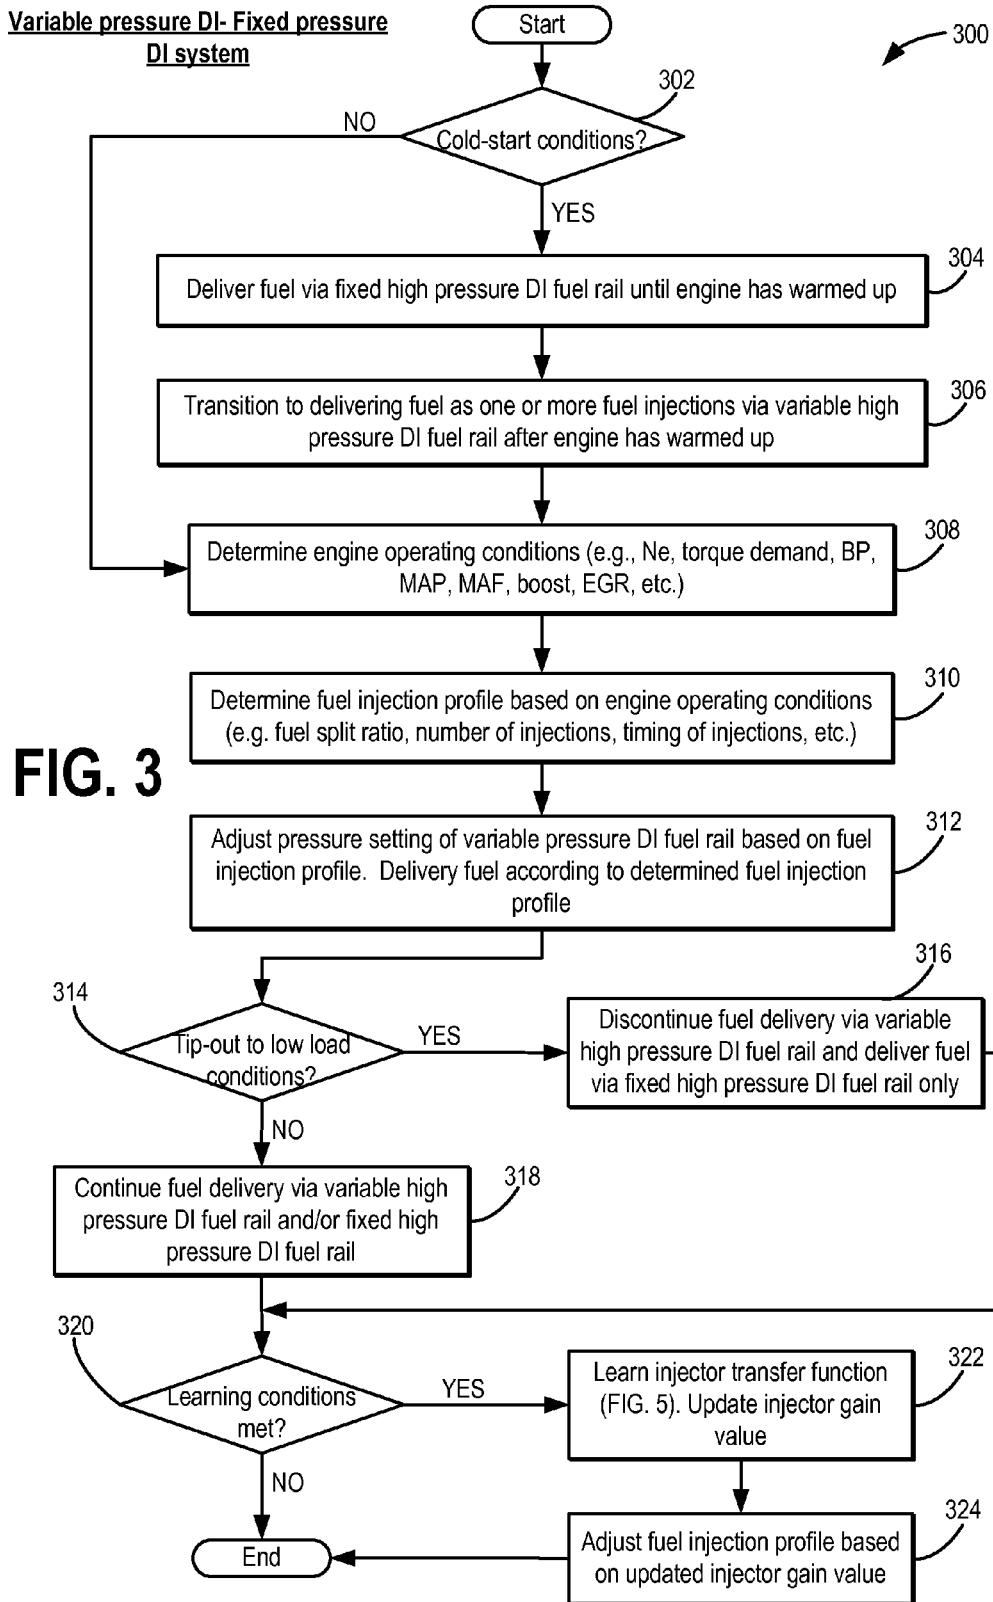 Variable pressure DI- Fixed pressure
DI system
Start
300
302
Cold-start conditions?
NO
YES
304
Deliver fuel via fixed high pressure DI fuel rail until engine has warmed up
306
Transition to delivering fuel as one or more fuel injections via variable high
pressure DI fuel rail after engine has warmed up
308
Determine engine operating conditions (e.g., Ne, torque demand, BP,
MAP, MAF, boost, EGR, etc.)
310
Determine fuel injection profile based on engine operating conditions
(e.g. fuel split ratio, number of injections, timing of injections, etc.)
FIG. 3
312
Adjust pressure setting of variable pressure DI fuel rail based on fuel
injection profile. Delivery fuel according to determined fuel injection
profile
314
Tip-out to low load
conditions?
YES
NO
316
Discontinue fuel delivery via variable
high pressure DI fuel rail and deliver fuel
via fixed high pressure DI fuel rail only
318
Continue fuel delivery via variable high
pressure DI fuel rail and/or fixed high
pressure DI fuel rail
320
Learning conditions
met?
YES
NO
322
Learn injector transfer function
(FIG. 5). Update injector gain
value
324
Adjust fuel injection profile based
on updated injector gain value
End